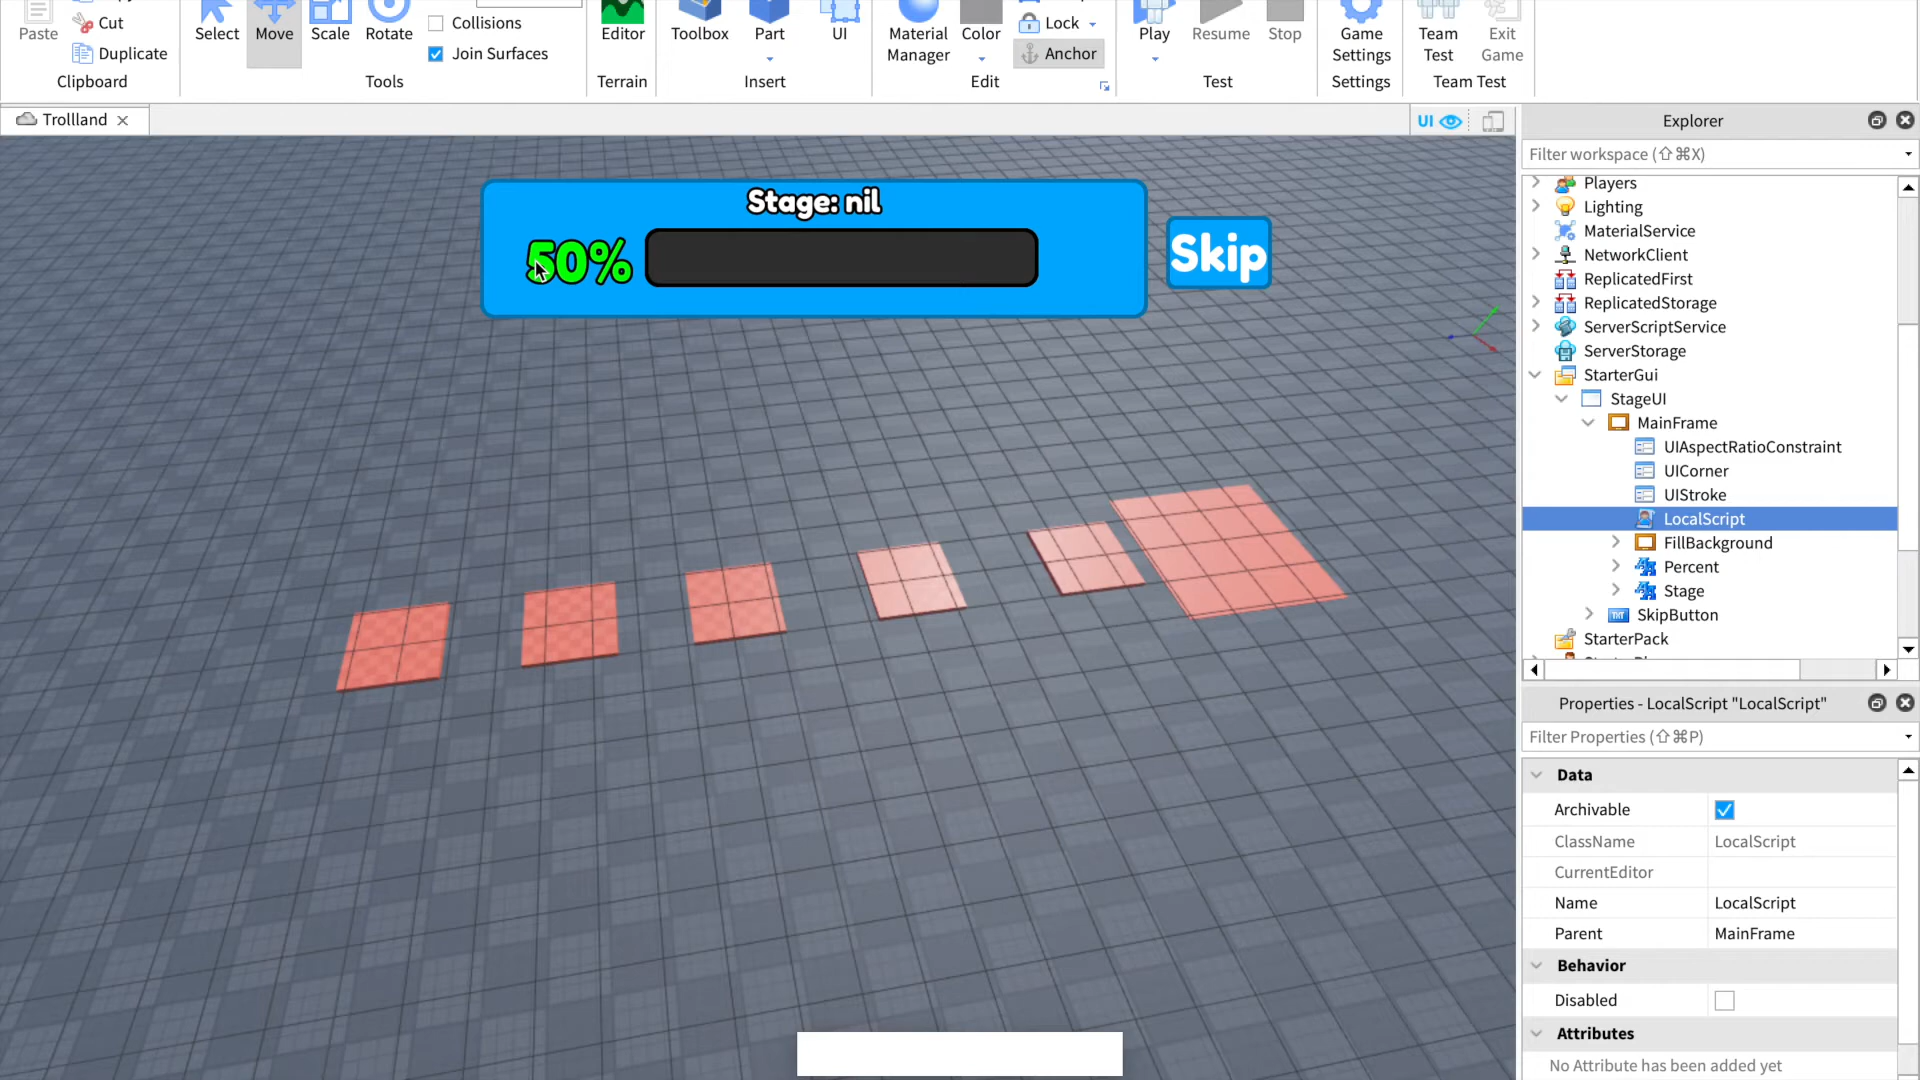 Paste
Cut
Duplicate
Clipboard
Select
Move
Scale
Rotate
Collisions
Join Surfaces
Tools
Editor
Terrain
Toolbox
Part
UI
Insert
Material
Manager
Color
Lock
Anchor
Edit
Play
Resume
Stop
Test
Game
Settings
Settings
Team
Test
Exit
Game
Team Test
Trollland
UI
Stage: nil
50%
Skip
Explorer
Filter workspace (⇧⌘X)
Players
Lighting
MaterialService
NetworkClient
ReplicatedFirst
ReplicatedStorage
ServerScriptService
ServerStorage
StarterGui
StageUI
MainFrame
UIAspectRatioConstraint
UICorner
UIStroke
LocalScript
FillBackground
Percent
Stage
TXT SkipButton
StarterPack
Properties - LocalScript "LocalScript"
Filter Properties (⇧⌘P)
Data
Archivable
ClassName LocalScript
CurrentEditor
Name LocalScript
Parent MainFrame
Behavior
Disabled
Attributes
No Attribute has been added yet